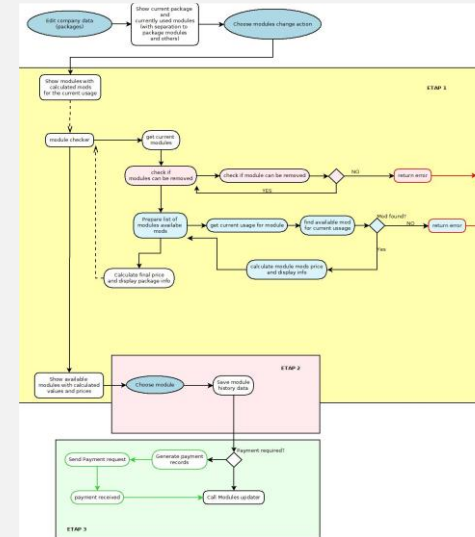 Edit company data
(packages)
Show current package
and
currently used modules
(with separation to
package modules
and others)
Choose modules change action
Show modules with
calculated mods
for the current usage
ETAP 1
module checker
get current
modules
check if
modules can be removed
check if module can be removed
NO
return error
YES
Prepare list of
modules availabe
mods
get current usage for module
find available mod
for current ussage
Mod found?
NO
return error
Yes
calculate module mods price
and display info
Calculate final price
and display package info
Show available
modules with calculated
values and prices
Choose module
Save module
history data
ETAP 2
Payment required?
Send Payment request
Generate payment
records
payment received
Call Modules updater
ETAP 3